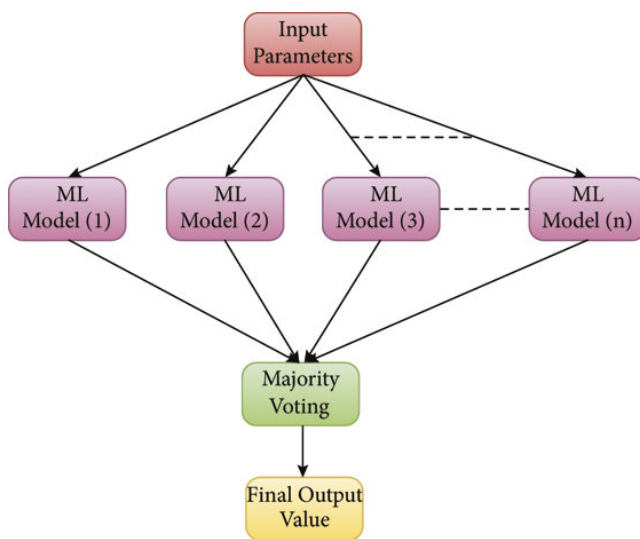 Input
Parameters
ML
Model (1)
ML
Model (2)
ML
Model (3)
ML
Model (n)
Majority
Voting
Final Output
Value